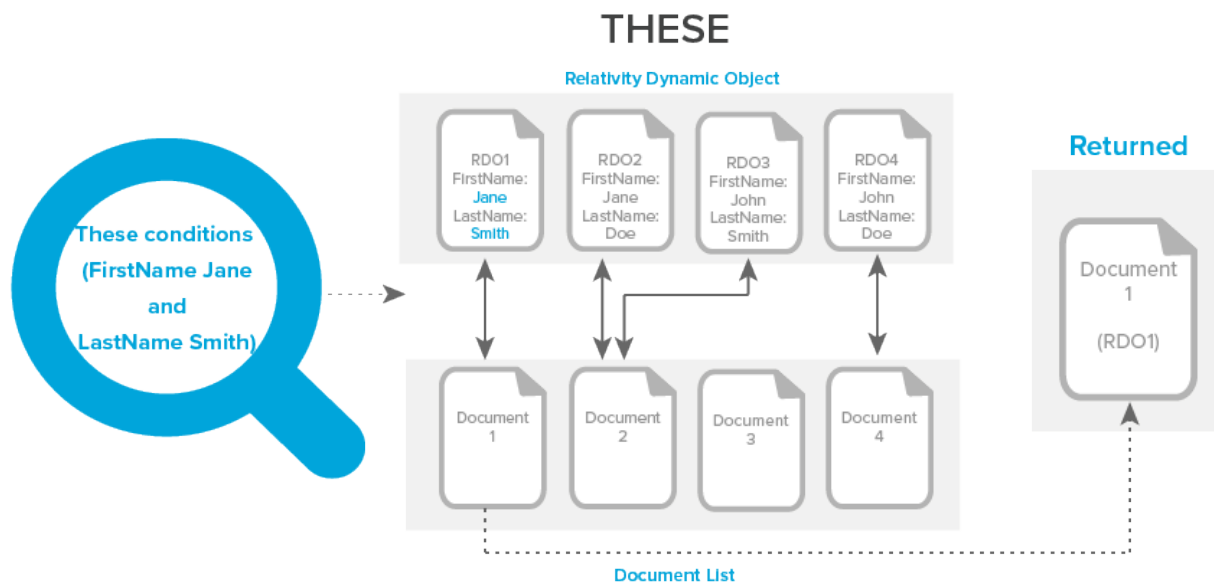 THESE
Relativity Dynamic Object
RDO1
FirstName:
Jane
LastName:
Smith
RDO2
FirstName:
Jane
LastName:
Doe
RDO3
FirstName:
John
LastName:
Smith
RDO4
FirstName:
John
LastName:
Doe
These conditions
(FirstName Jane
and
LastName Smith)
Document
1
Document
2
Document
3
Document
4
Document List
Returned
Document
1
(RDO1)